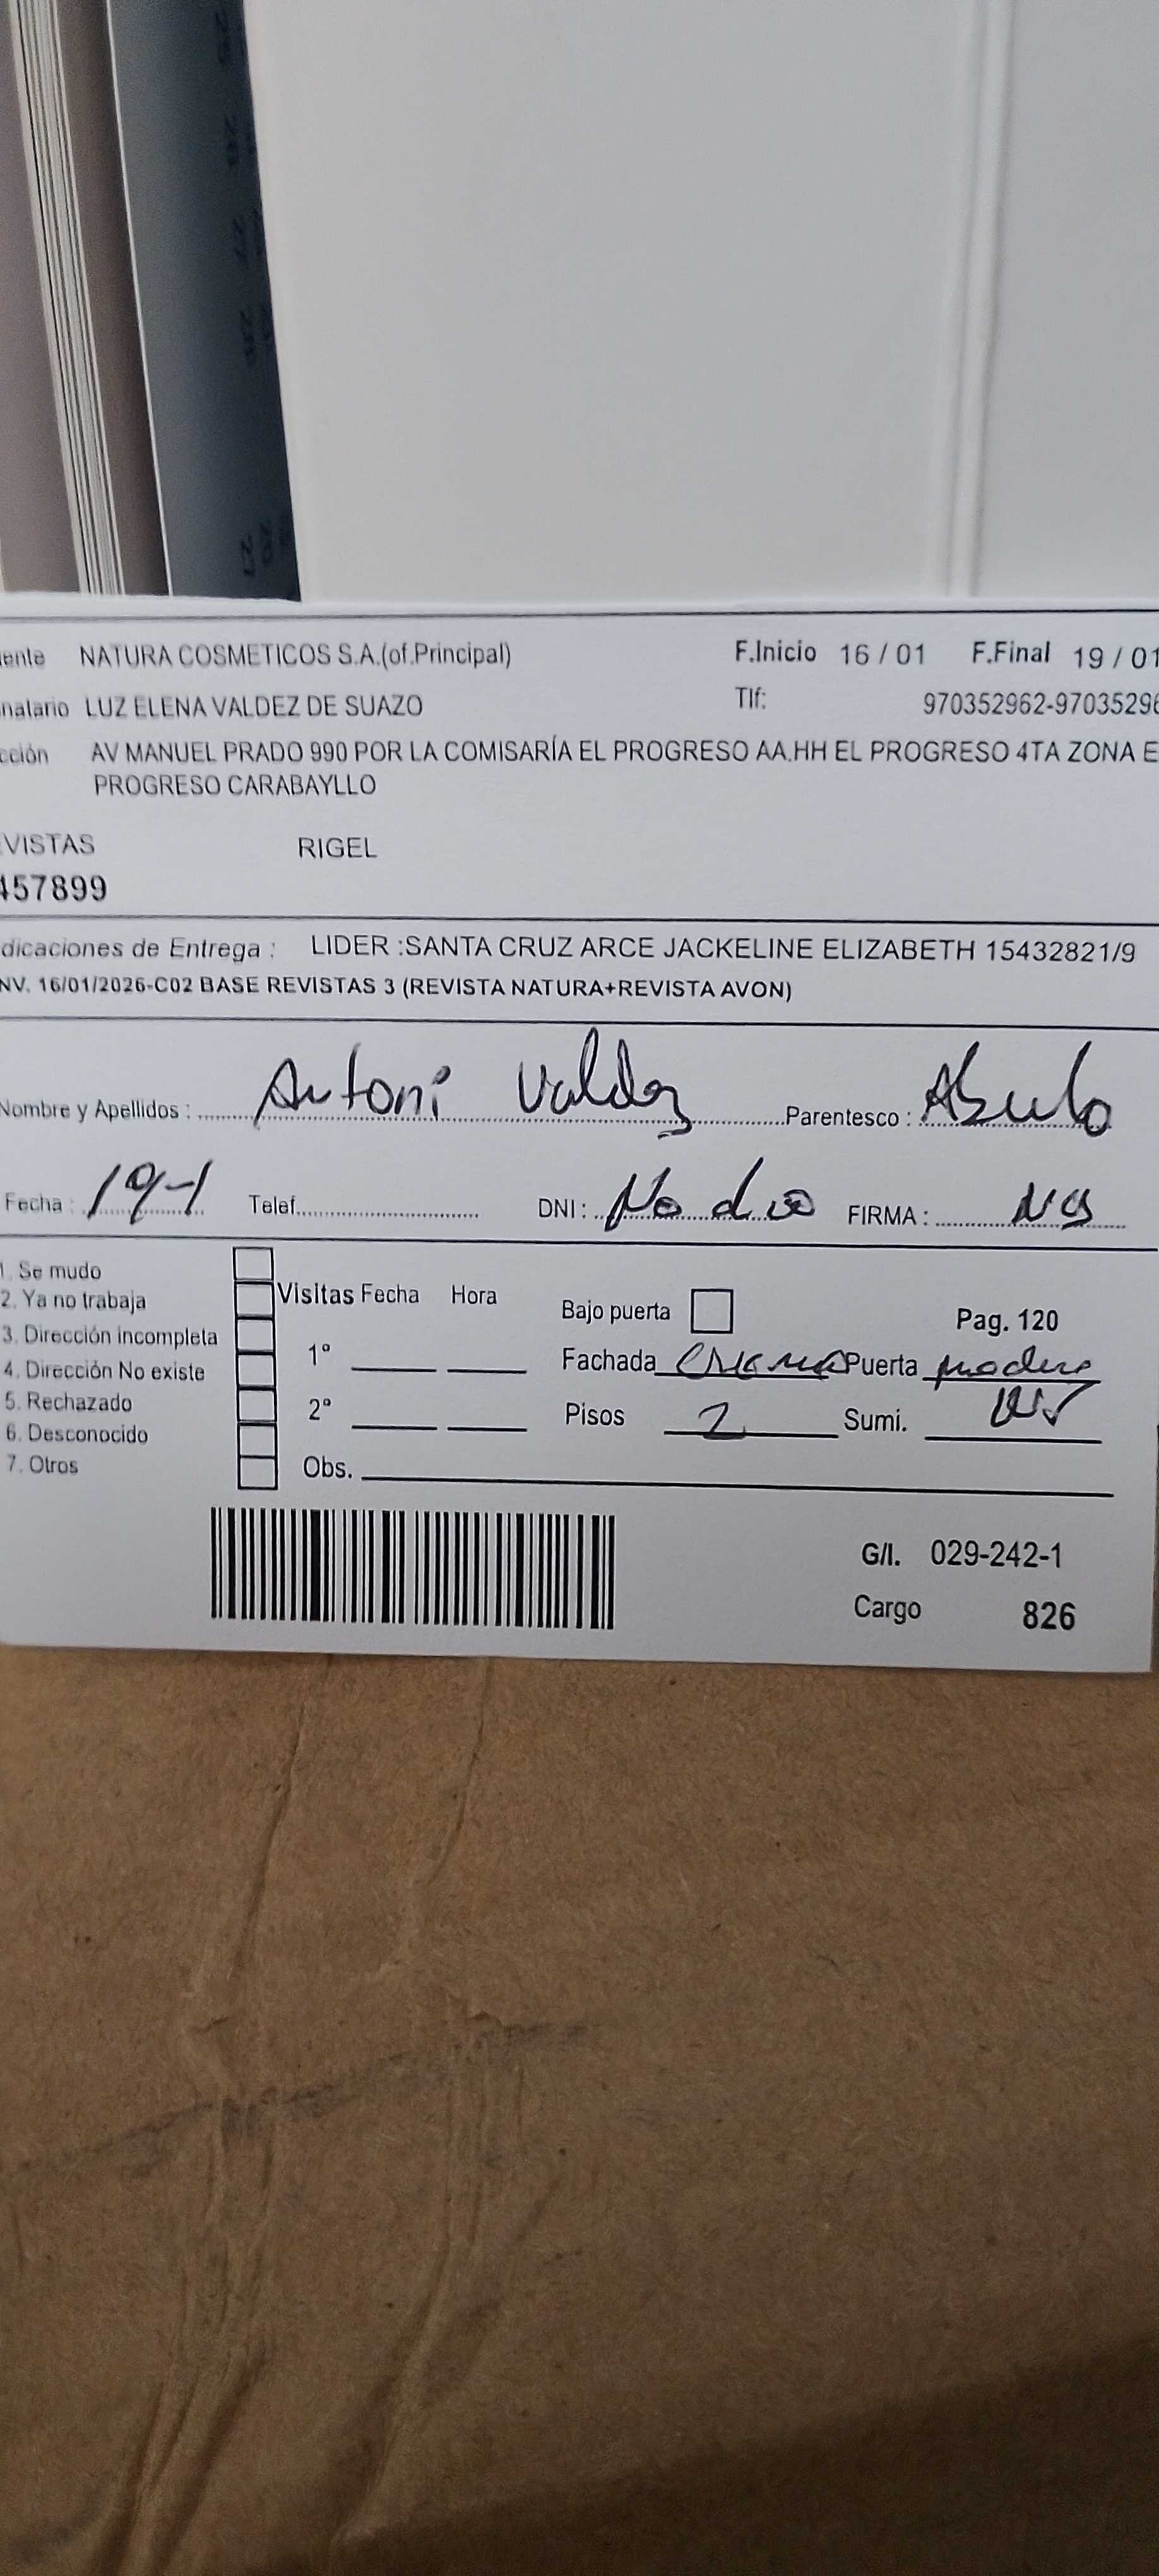 ente NATURA COSMETICOS S.A.(of.Principal) F.Inicio 16 / 01 F.Final 19 / 01
natario LUZ ELENA VALDEZ DE SUAZO Tlf: 970352962-97035296
cción AV MANUEL PRADO 990 POR LA COMISARÍA EL PROGRESO AA.HH EL PROGRESO 4TA ZONA E
PROGRESO CARABAYLLO
VISTAS RIGEL
457899
dicaciones de Entrega : LIDER :SANTA CRUZ ARCE JACKELINE ELIZABETH 15432821/9
NV. 16/01/2026-C02 BASE REVISTAS 3 (REVISTA NATURA+REVISTA AVON)
Nombre y Apellidos : Antoni Valdez Parentesco : Abuelo
Fecha : 19-1 Telef. DNI : No dio FIRMA :
1. Se mudo
2. Ya no trabaja Visitas Fecha Hora Bajo puerta Pag. 120
3. Dirección incompleta 1º Fachada crema Puerta madera
4. Dirección No existe
5. Rechazado 2º Pisos 2 Sumi.
6. Desconocido
7. Otros Obs.
G/I. 029-242-1
Cargo 826